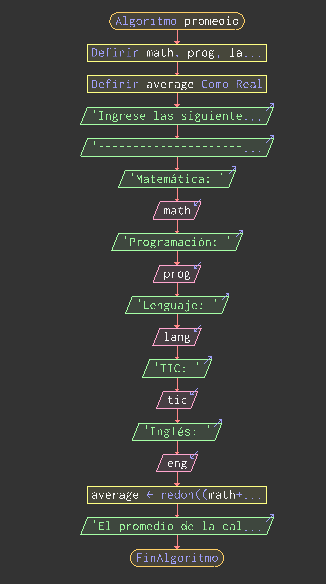 Algoritmo promedio
Definir math, prog, la...
Definir average Como Real
'Ingrese las siguiente...
'---------------------...
'Matemática: '
math
'Programación: '
prog
'Lenguaje: '
lang
'TIC: '
tic
'Inglés: '
eng
average ← redon((math+...
'El promedio de la cal...
FinAlgoritmo